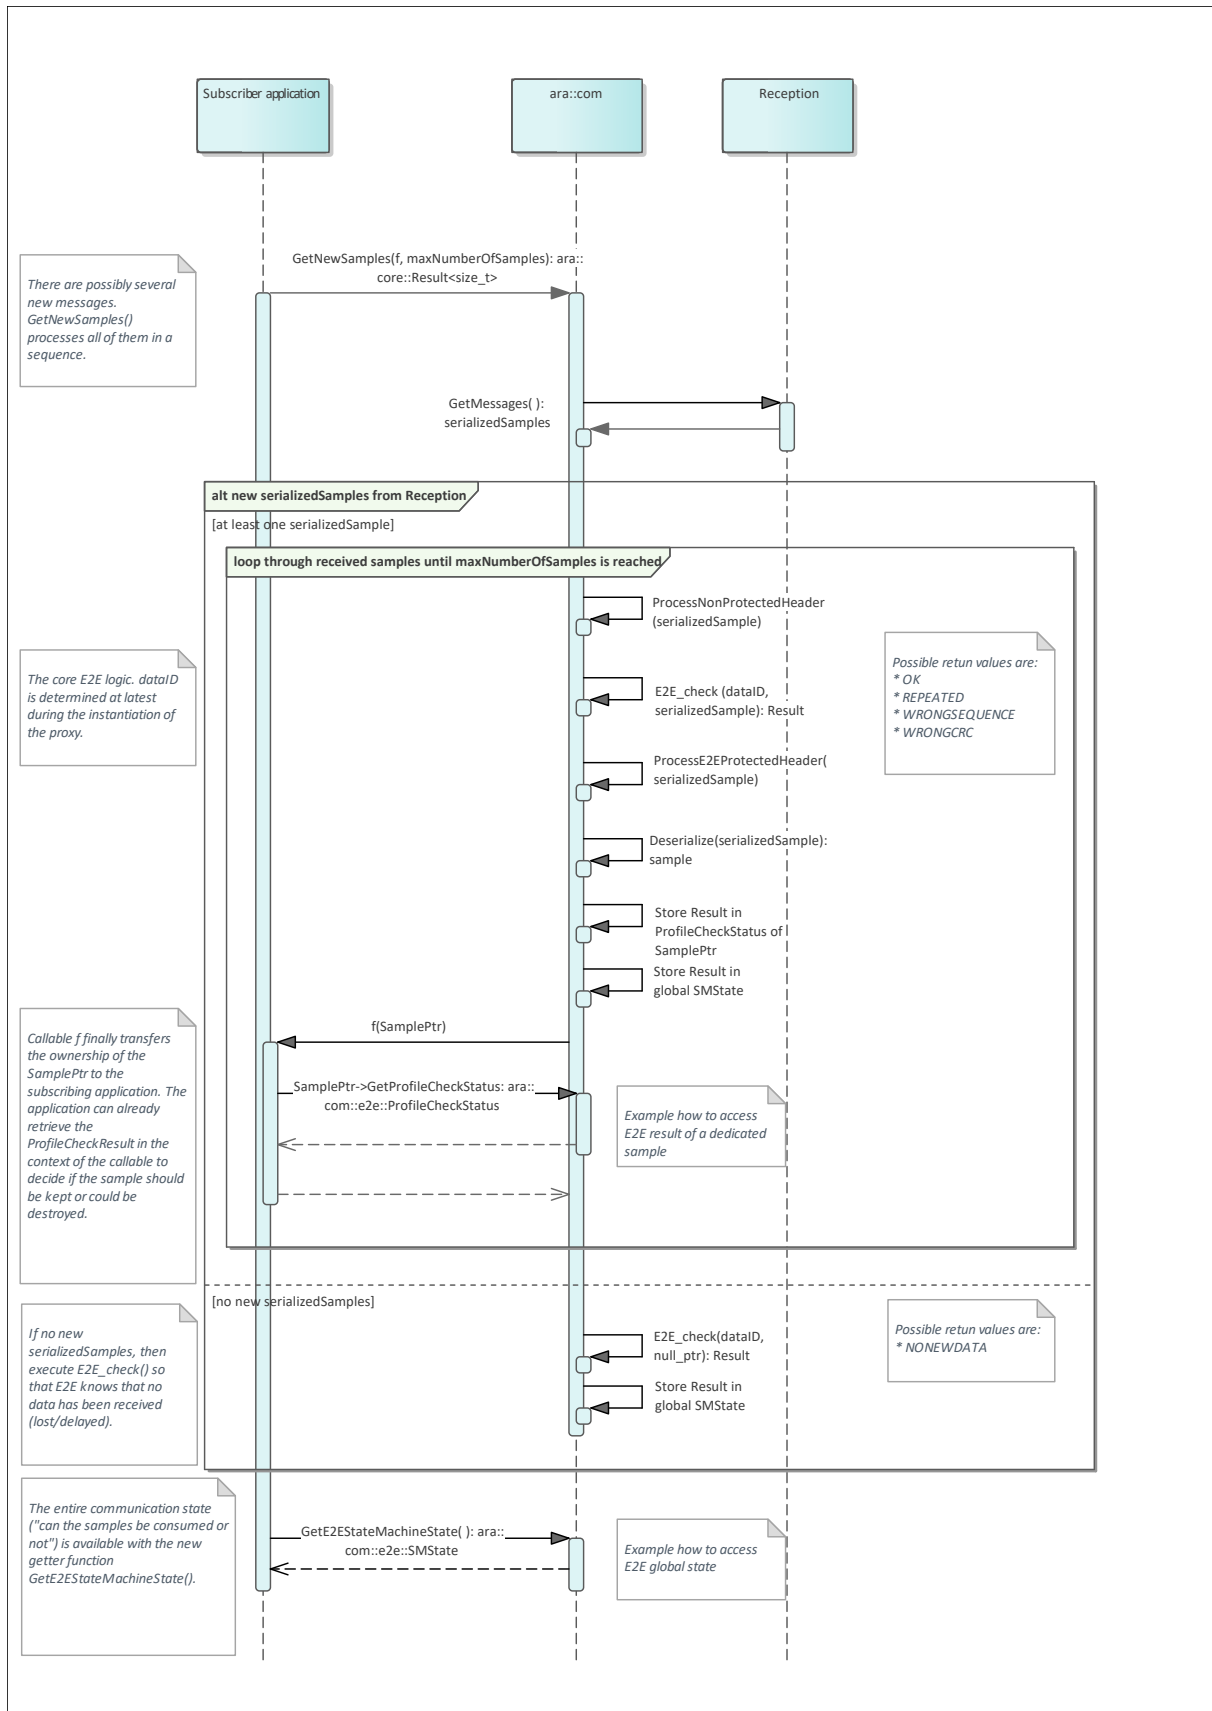 Subscriber application
ara::com
Reception
GetNewSamples(f, maxNumberOfSamples): ara::
core::Result<size_t>
There are possibly several
new messages.
GetNewSamples()
processes all of them in a
sequence.
GetMessages( ):
serializedSamples
alt new serializedSamples from Reception
[at least one serializedSample]
loop through received samples until maxNumberOfSamples is reached
ProcessNonProtectedHeader
(serializedSample)
The core E2E logic. dataID
is determined at latest
during the instantiation of
the proxy.
E2E_check (dataID,
serializedSample): Result
Possible retun values are:
* OK
* REPEATED
* WRONGSEQUENCE
* WRONGCRC
ProcessE2EProtectedHeader(
serializedSample)
Deserialize(serializedSample):
sample
Store Result in
ProfileCheckStatus of
SamplePtr
Store Result in
global SMState
f(SamplePtr)
Callable f finally transfers
the ownership of the
SamplePtr to the
subscribing application. The
application can already
retrieve the
ProfileCheckResult in the
context of the callable to
decide if the sample should
be kept or could be
destroyed.
SamplePtr->GetProfileCheckStatus: ara::
com::e2e::ProfileCheckStatus
Example how to access
E2E result of a dedicated
sample
[no new serializedSamples]
If no new
serializedSamples, then
execute E2E_check() so
that E2E knows that no
data has been received
(lost/delayed).
E2E_check(dataID,
null_ptr): Result
Possible retun values are:
* NONEWDATA
Store Result in
global SMState
The entire communication state
("can the samples be consumed or
not") is available with the new
getter function
GetE2EStateMachineState().
GetE2EStateMachineState( ): ara::
com::e2e::SMState
Example how to access
E2E global state